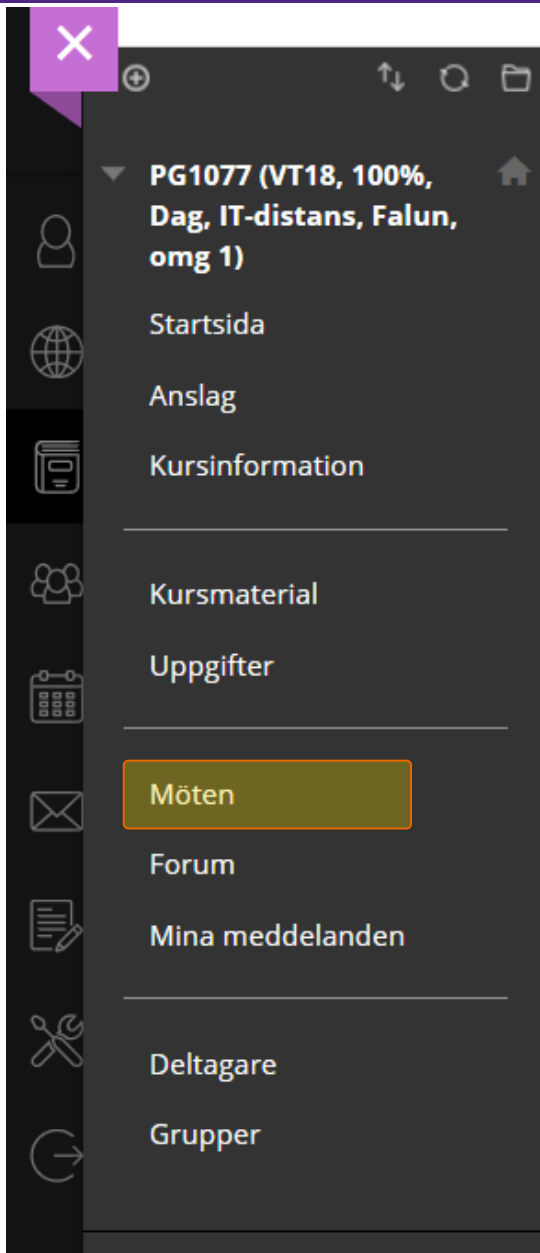 PG1077 (VT18, 100%,
Dag, IT-distans, Falun,
omg 1)
Startsida
Anslag
Kursinformation
Kursmaterial
Uppgifter
Möten
Forum
Mina meddelanden
Deltagare
Grupper